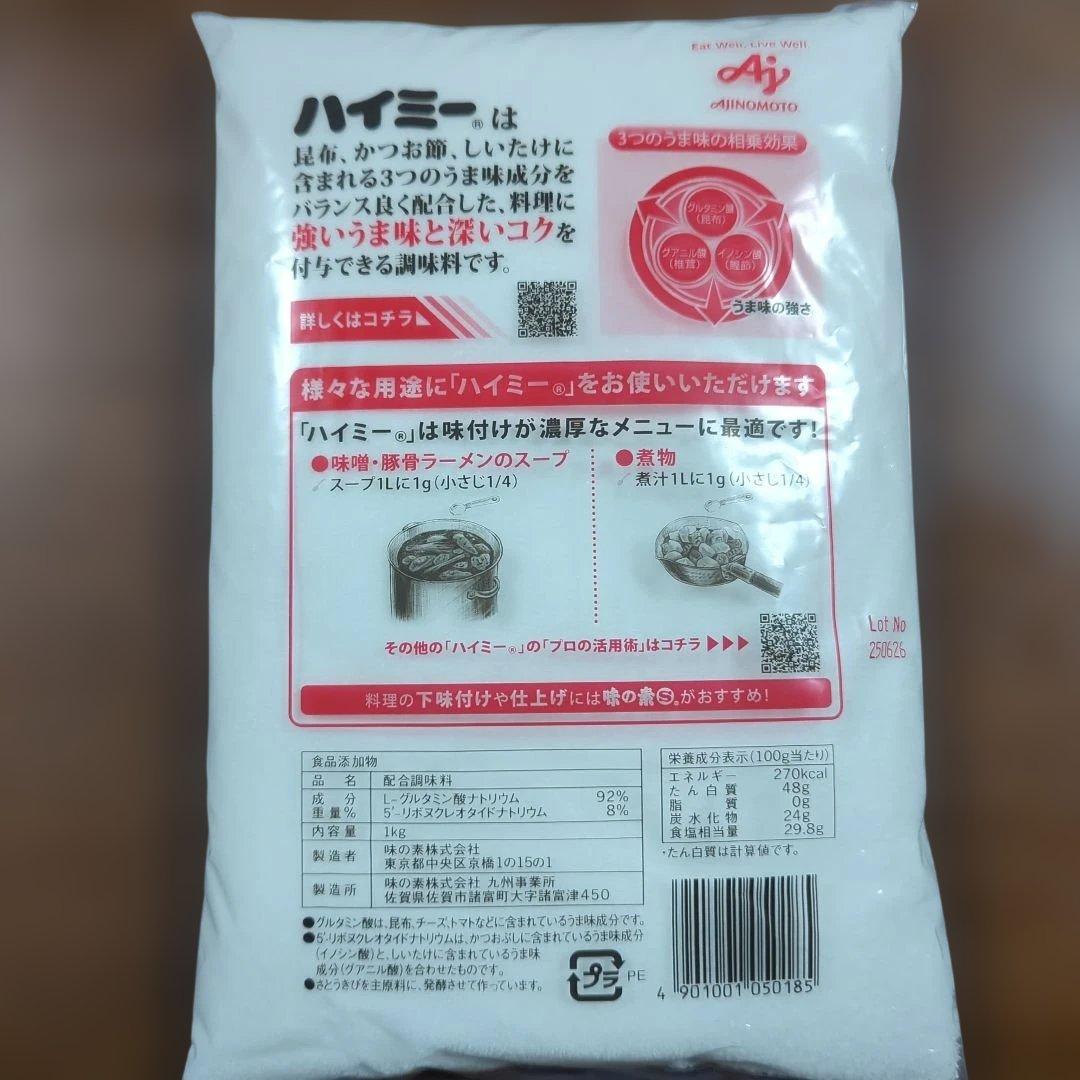 Eat Well, Live Well.
Aj
AJINOMOTO
ハイミー®は
昆布、かつお節、しいたけに
含まれる3つのうま味成分を
バランス良く配合した、料理に
強いうま味と深いコクを
付与できる調味料です。
詳しくはコチラ
3つのうま味の相乗効果
グルタミン酸
(昆布)
グアニル酸
(椎茸)
イノシン酸
(鰹節)
うま味の強さ
様々な用途に「ハイミー®」をお使いいただけます
「ハイミー®」は味付けが濃厚なメニューに最適です!
●味噌・豚骨ラーメンのスープ
スープ1Lに1g(小さじ1/4)
●煮物
煮汁1Lに1g(小さじ1/4)
その他の「ハイミー®」の「プロの活用術」はコチラ▶▶▶
料理の下味付けや仕上げには味の素S®がおすすめ!
Lot No
250626
食品添加物
品名 配合調味料
成分 L-グルタミン酸ナトリウム 92%
重量% 5'-リボヌクレオタイドナトリウム 8%
内容量 1kg
製造者 味の素株式会社
東京都中央区京橋1の15の1
製造所 味の素株式会社 九州事業所
佐賀県佐賀市諸富町大字諸富津450
栄養成分表示(100g当たり)
エネルギー 270kcal
たん白質 48g
脂質 0g
炭水化物 24g
食塩相当量 29.8g
・たん白質は計算値です。
●グルタミン酸は、昆布、チーズ、トマトなどに含まれているうま味成分です。
●5'-リボヌクレオタイドナトリウムは、かつおぶしに含まれているうま味成分
(イノシン酸)と、しいたけに含まれているうま味
成分(グアニル酸)を合わせたものです。
●さとうきびを主原料に、発酵させて作っています。
プラ
PE
4 901001 050185